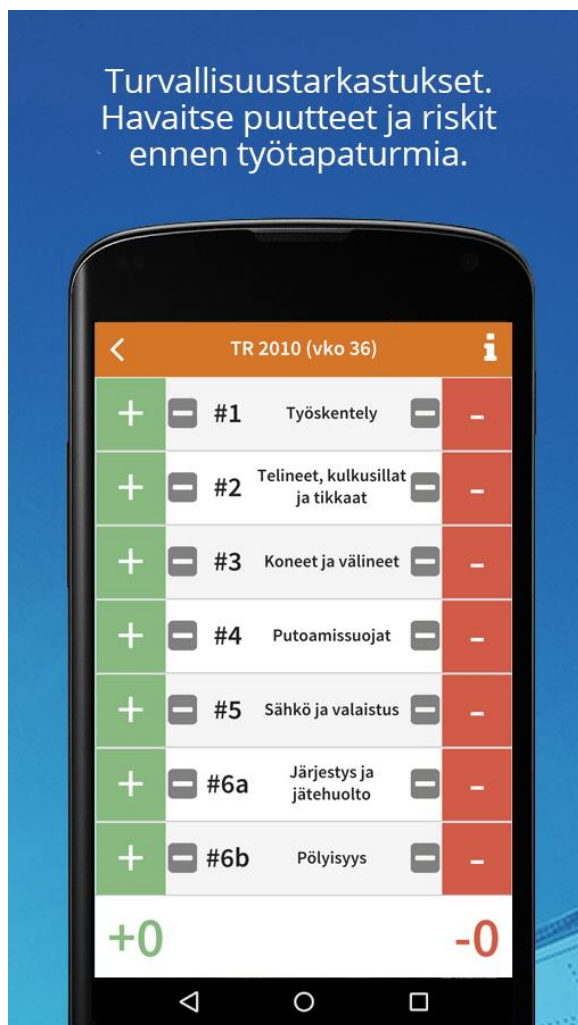 Turvallisuustarkastukset.
Havaitse puutteet ja riskit
ennen työtapaturmia.
TR 2010 (vko 36)
+ #1 Työskentely -
+ #2 Telineet, kulkusillat
ja tikkaat -
+ #3 Koneet ja välineet -
+ #4 Putoamissuojat -
+ #5 Sähkö ja valaistus -
+ #6a Järjestys ja
jätehuolto -
+ #6b Pölyisyys -
+0 -0